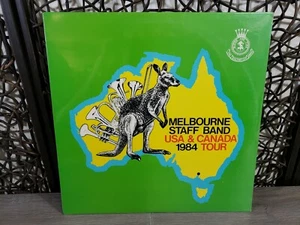 MELBOURNE
STAFF BAND
USA & CANADA
1984 TOUR